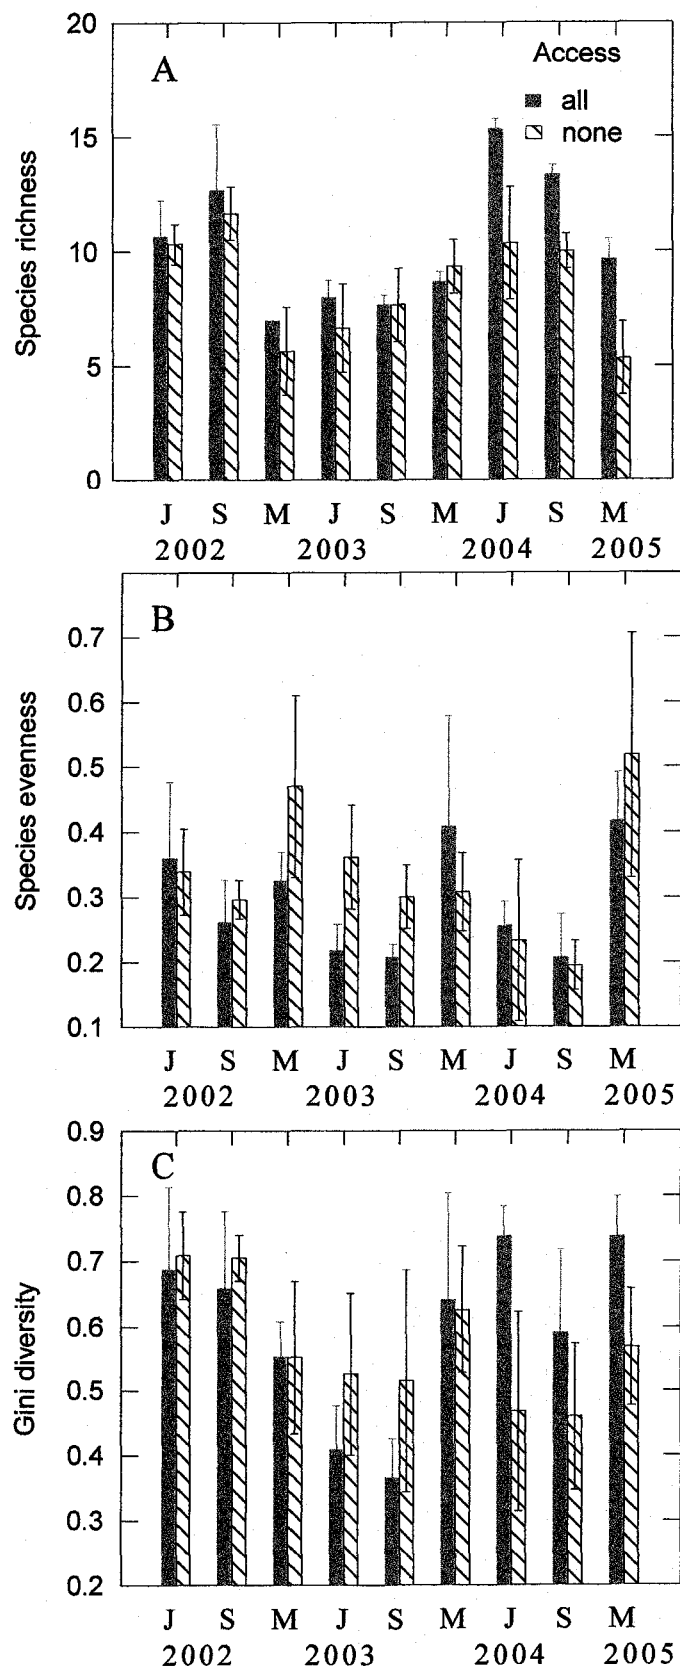 20
A
Access
all
none
15
10
5
0
Species richness
J S M J S M J S M
2002 2003 2004 2005
B
0.7
0.6
0.5
0.4
0.3
0.2
0.1
Species evenness
J S M J S M J S M
2002 2003 2004 2005
0.9
C
0.8
0.7
0.6
0.5
0.4
0.3
0.2
Gini diversity
J S M J S M J S M
2002 2003 2004 2005